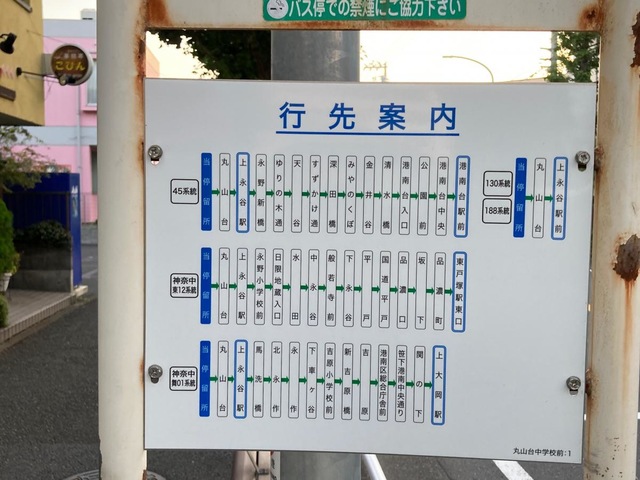 バス停での禁煙にご協力下さい
こびん
行先案内
45系統
当停留所
丸山台
上永谷駅
永野新橋
ゆりの木通
天谷
すずかけ通
深田橋
みやのくぼ
金井谷
清水橋
港南台入口
公園前
港南台中央
港南台駅前
130系統
188系統
当停留所
丸山台
上永谷駅前
神奈中
東12系統
当停留所
丸山台
上永谷駅
永野小学校前
日限地蔵入口
水田
中永谷
般若寺前
下永谷
平戸
国道平戸
品濃口
坂下
品濃町
東戸塚駅東口
神奈中
舞01系統
当停留所
丸山台
上永谷駅
馬洗橋
北永作
永作
下車ヶ谷
吉原小学校前
新吉原橋
吉原
港南区総合庁舎前
笹下港南中央通り
関の下
上大岡駅
丸山台中学校前:1